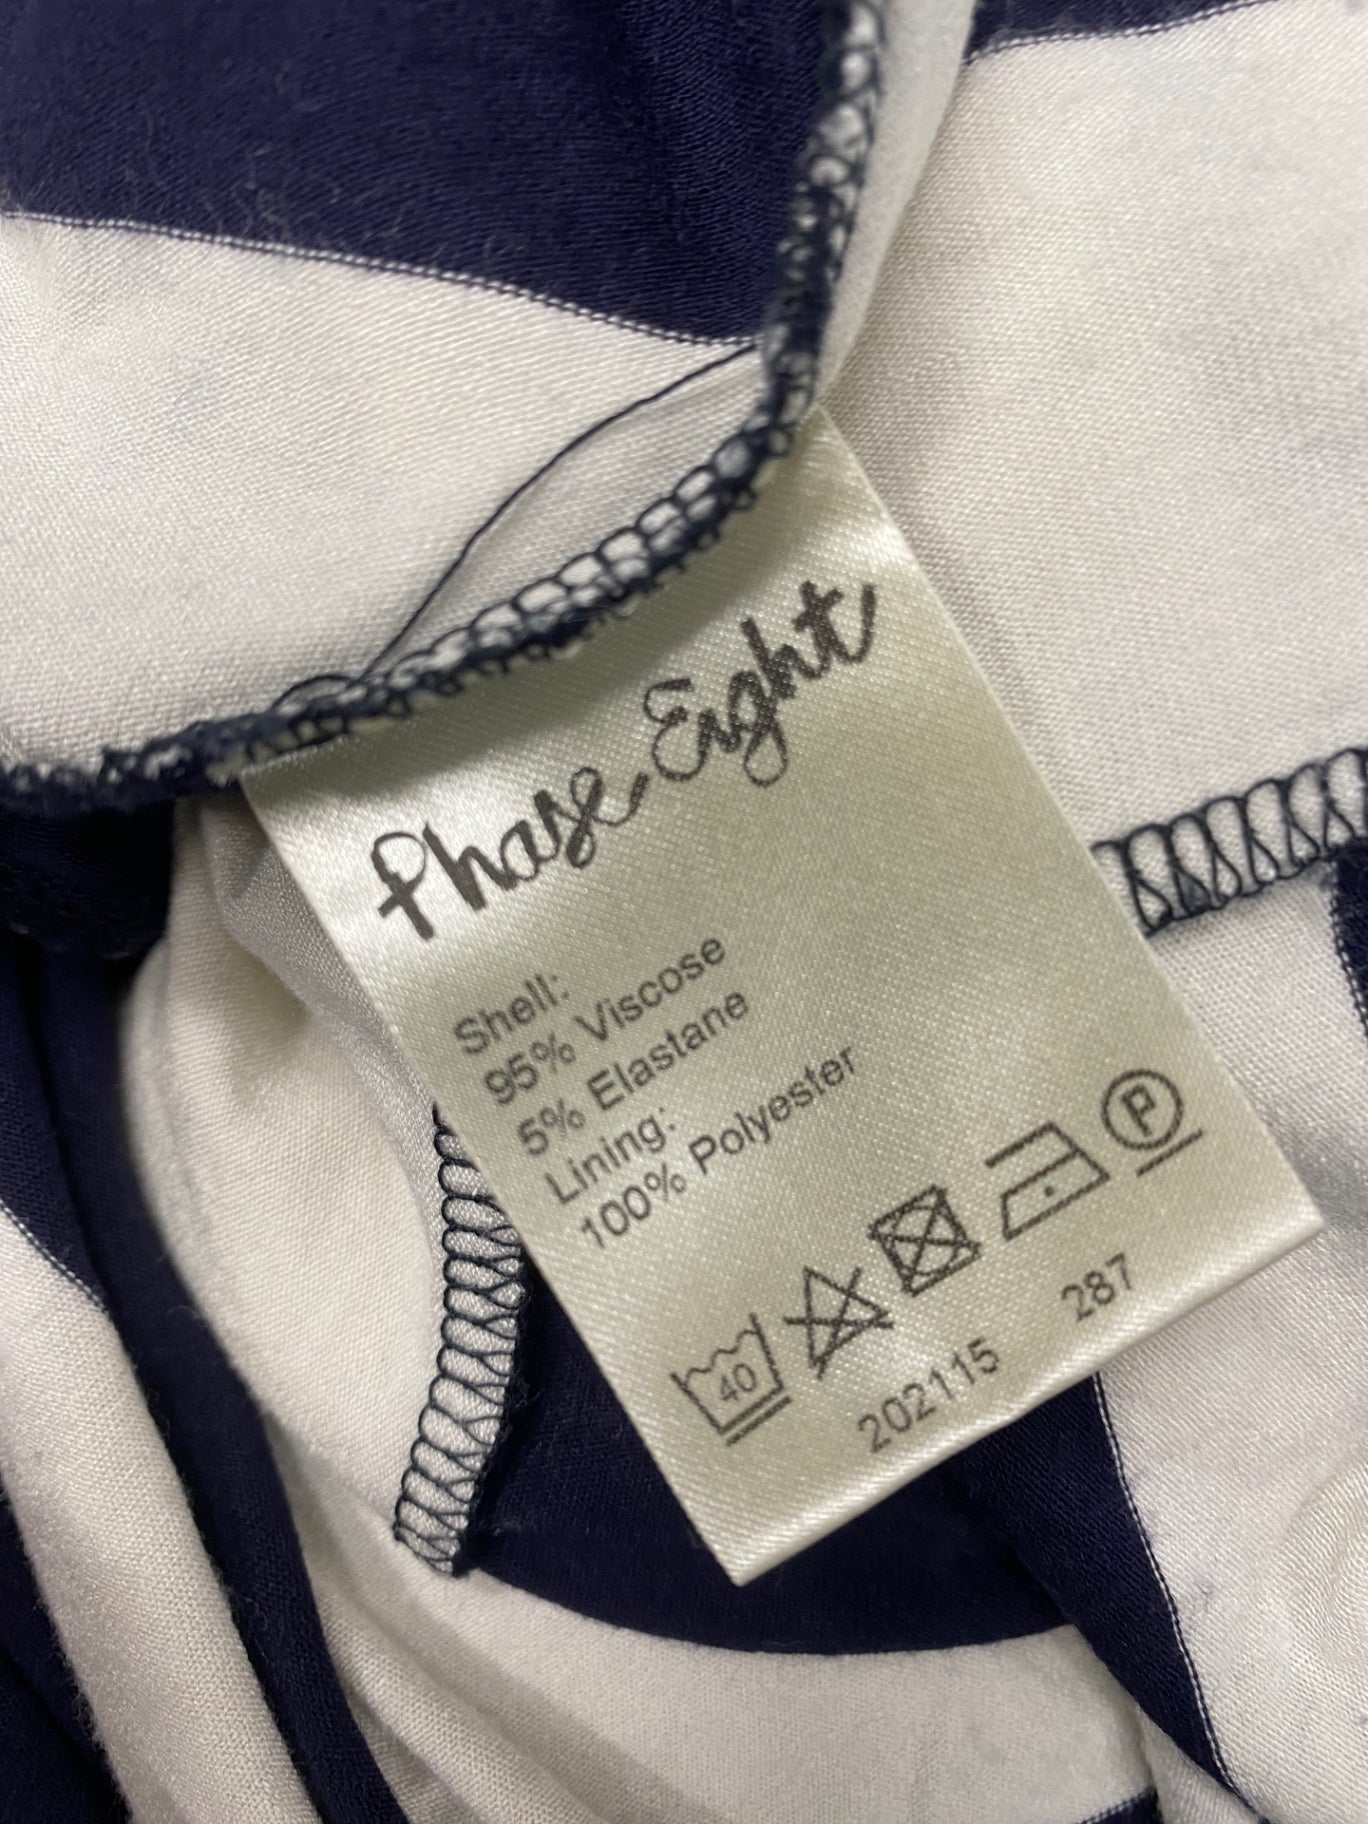 Phase Eight
Shell:
95% Viscose
5% Elastane
Lining:
100% Polyester
40 P
202115 287